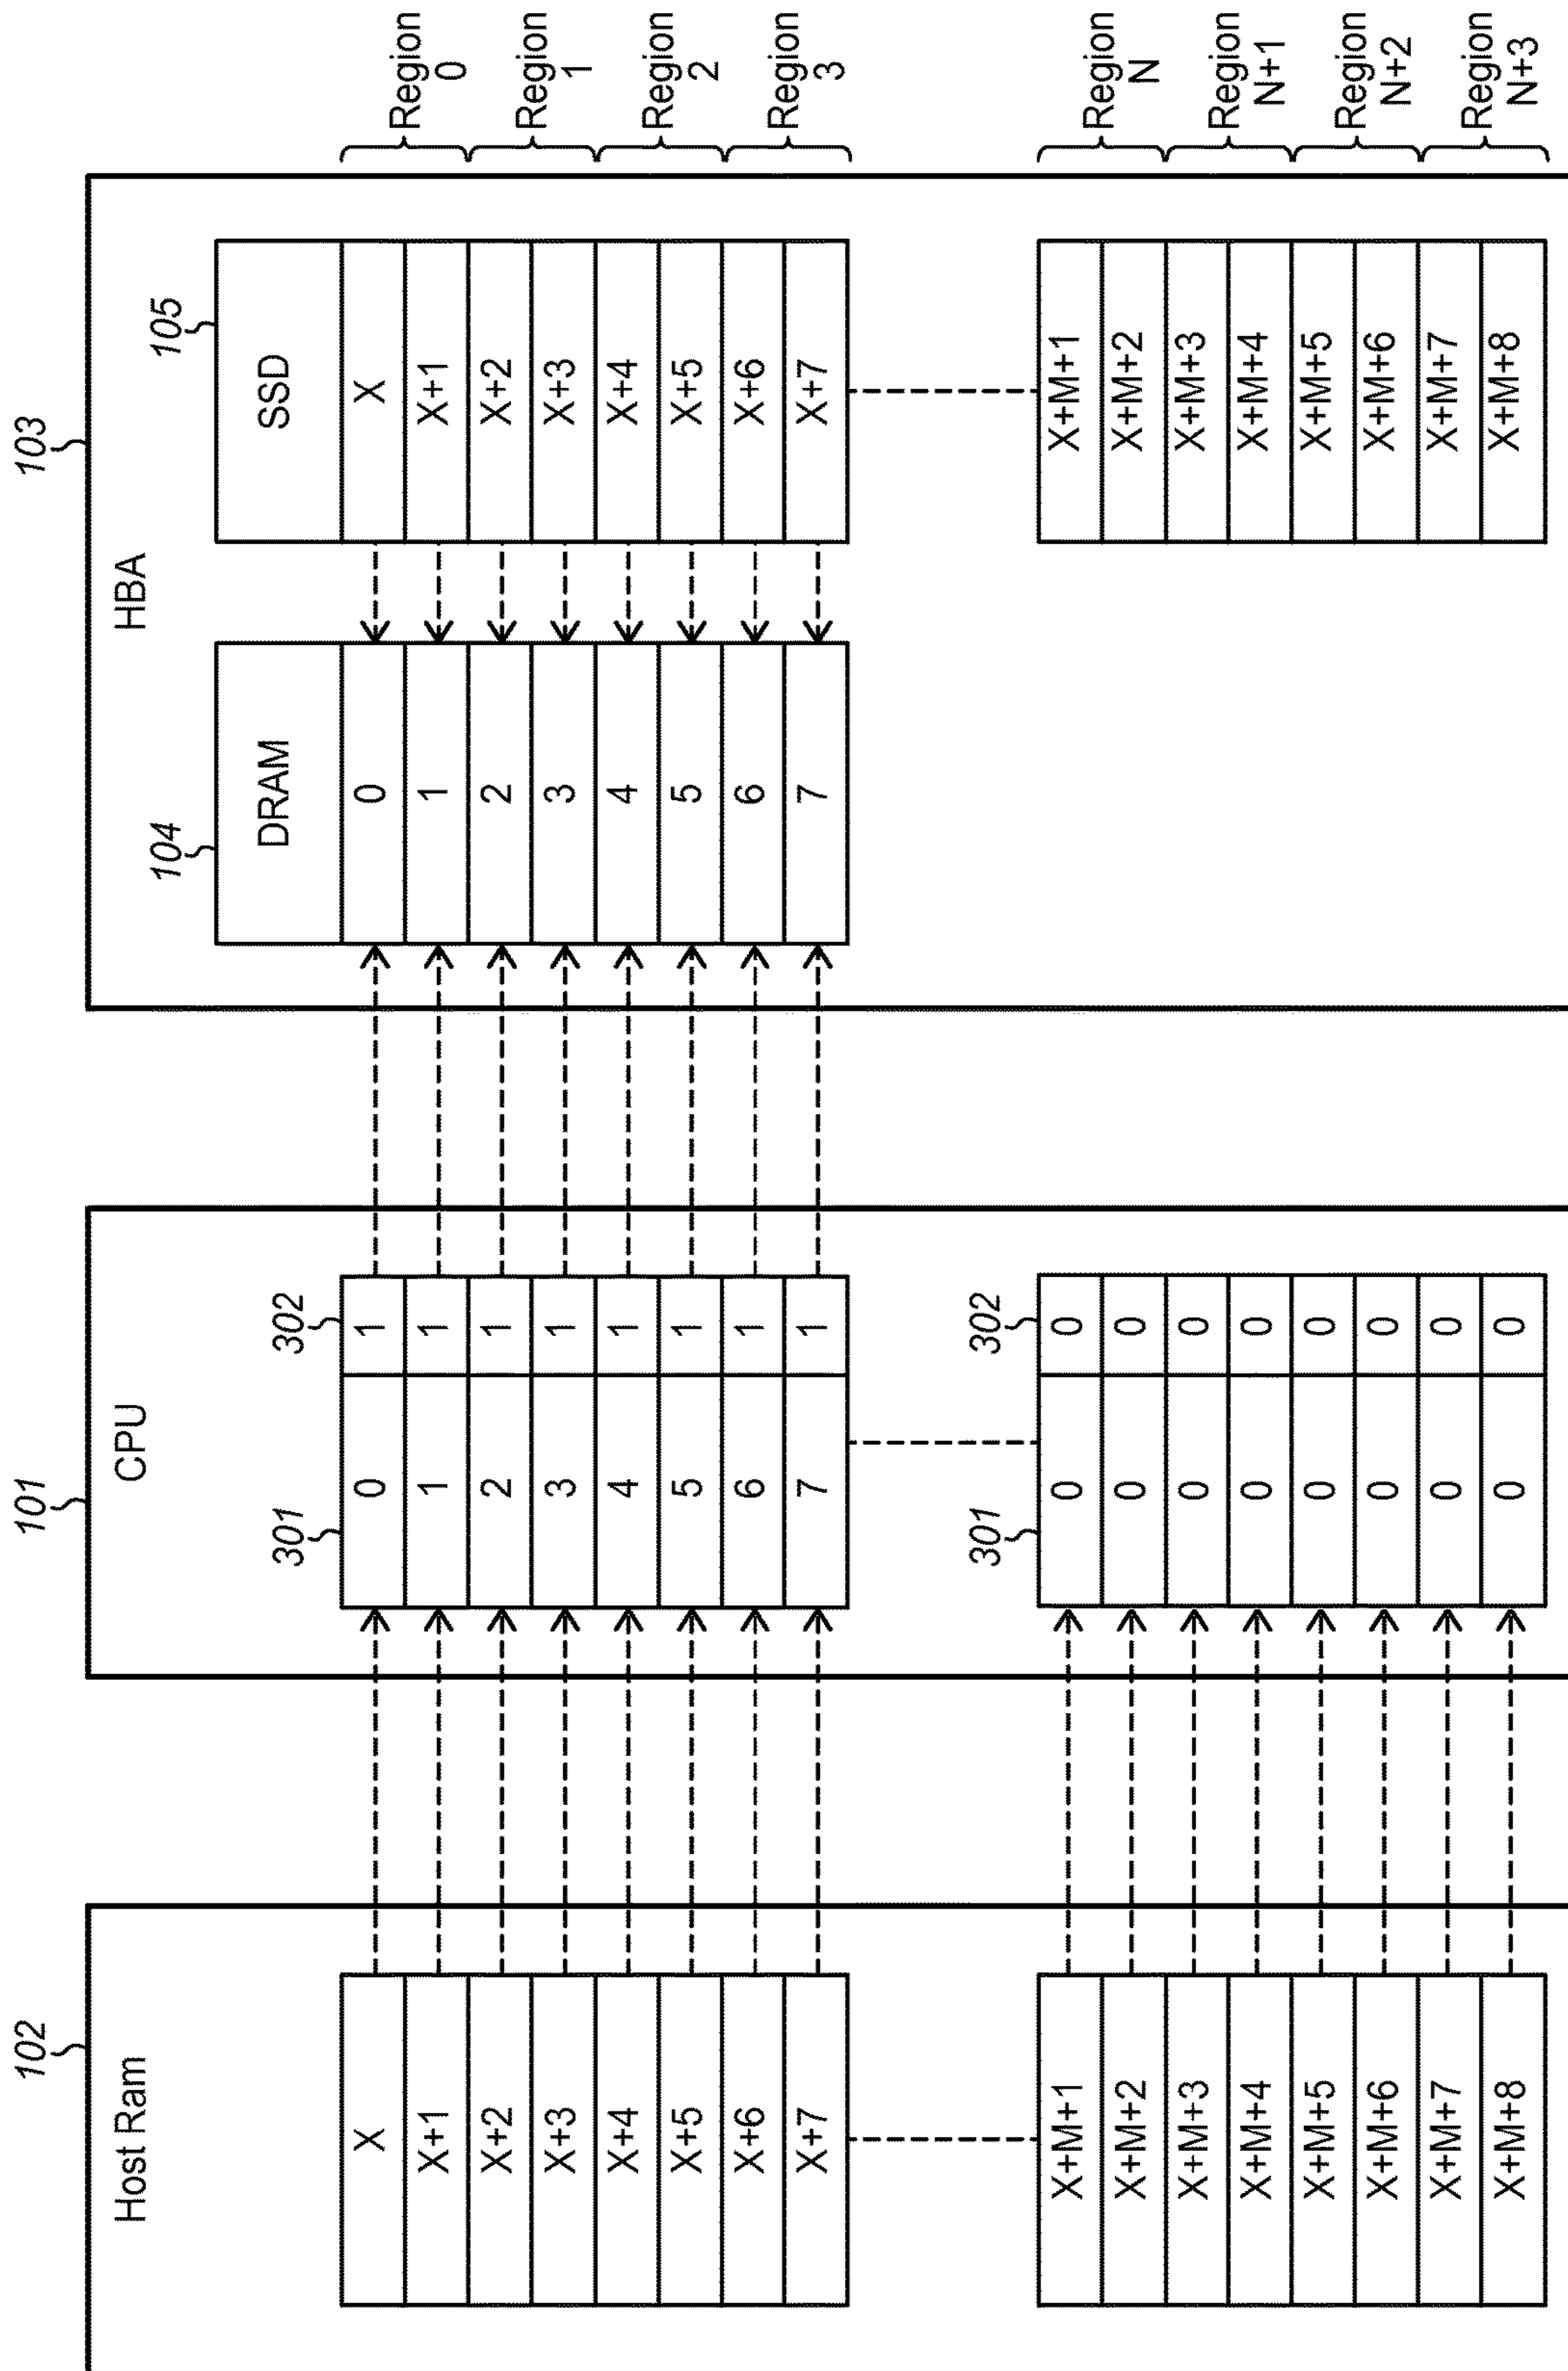 102 101 103
Host Ram CPU HBA
104 105
DRAM SSD
301 302
X 0 1 0 X
Region
0
X+1 1 1 1 X+1
X+2 2 1 2 X+2
Region
1
X+3 3 1 3 X+3
X+4 4 1 4 X+4
Region
2
X+5 5 1 5 X+5
X+6 6 1 6 X+6
Region
3
X+7 7 1 7 X+7
301 302
X+M+1 0 0 X+M+1
Region
N
X+M+2 0 0 X+M+2
X+M+3 0 0 X+M+3
Region
N+1
X+M+4 0 0 X+M+4
X+M+5 0 0 X+M+5
Region
N+2
X+M+6 0 0 X+M+6
X+M+7 0 0 X+M+7
Region
N+3
X+M+8 0 0 X+M+8